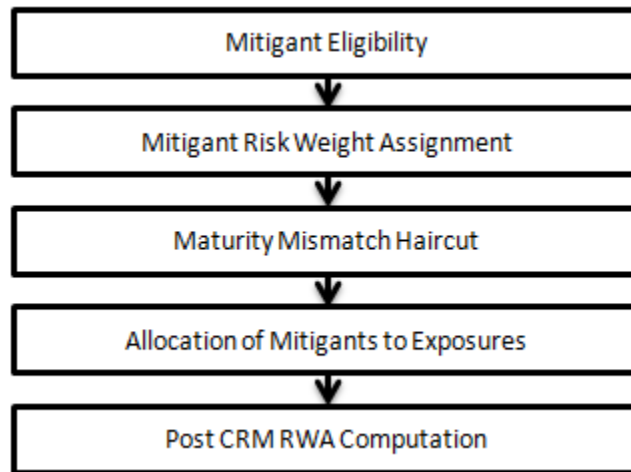 Mitigant Eligibility
Mitigant Risk Weight Assignment
Maturity Mismatch Haircut
Allocation of Mitigants to Exposures
Post CRM RWA Computation